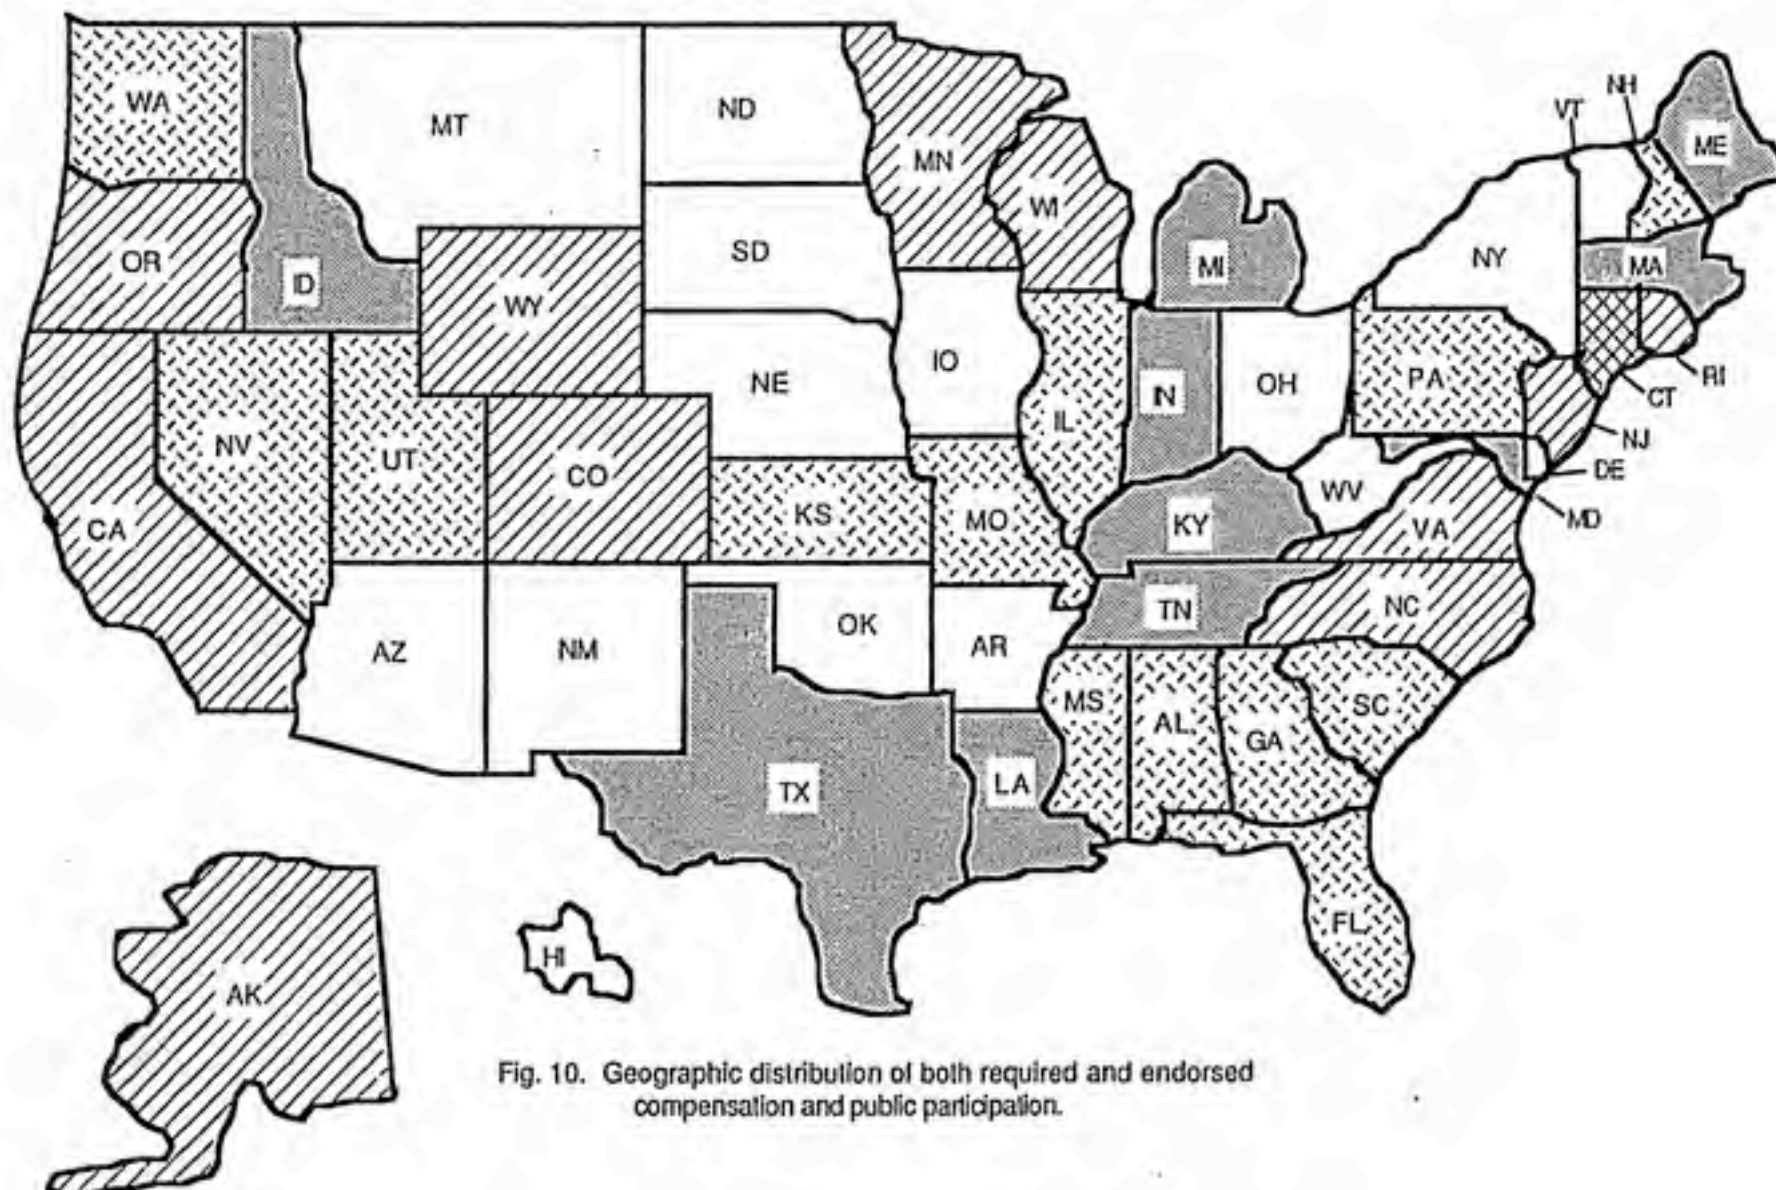 WA
MT
ND
MN
VT
NH
ME
OR
ID
WY
SD
WI
MI
NY
MA
NV
UT
CO
NE
IO
IL
IN
OH
PA
RI
CT
NJ
DE
MD
CA
KS
MO
KY
WV
VA
AZ
NM
OK
AR
TN
NC
TX
LA
MS
AL
GA
SC
FL
AK
HI
Fig. 10. Geographic distribution of both required and endorsed
compensation and public participation.